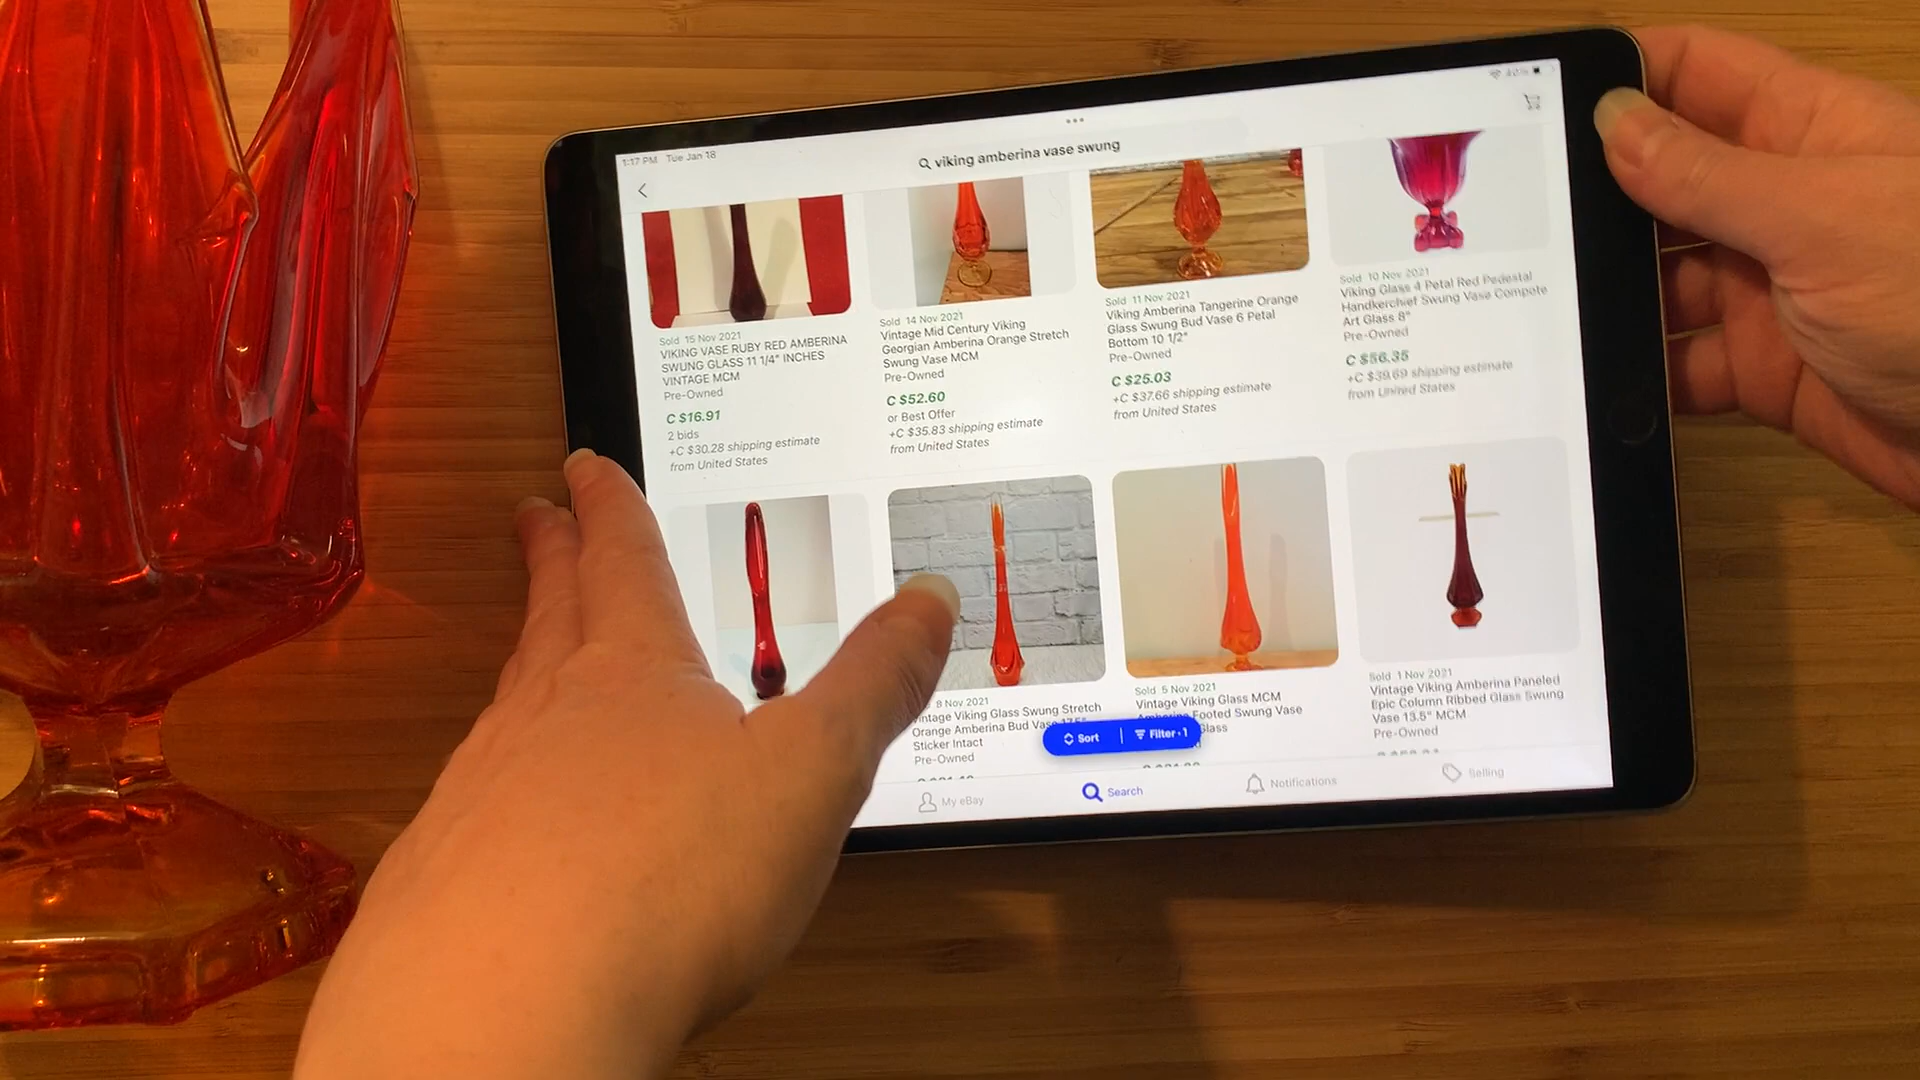 1:17 PM Tue Jan 18
40%
viking amberina vase swung
Sold 15 Nov 2021
VIKING VASE RUBY RED AMBERINA
SWUNG GLASS 11 1/4" INCHES
VINTAGE MCM
Pre-Owned
C $16.91
2 bids
+C $30.28 shipping estimate
from United States
Sold 14 Nov 2021
Vintage Mid Century Viking
Georgian Amberina Orange Stretch
Swung Vase MCM
Pre-Owned
C $52.60
or Best Offer
+C $35.83 shipping estimate
from United States
Sold 11 Nov 2021
Viking Amberina Tangerine Orange
Glass Swung Bud Vase 6 Petal
Bottom 10 1/2"
Pre-Owned
C $25.03
+C $37.66 shipping estimate
from United States
Sold 10 Nov 2021
Viking Glass 4 Petal Red Pedestal
Handkerchief Swung Vase Compote
Art Glass 8"
Pre-Owned
C $56.35
+C $39.69 shipping estimate
from United States
8 Nov 2021
Vintage Viking Glass Swung Stretch
Orange Amberina Bud Vase 17.5"
Sticker Intact
Pre-Owned
Sold 5 Nov 2021
Vintage Viking Glass MCM
Amberina Footed Swung Vase
Glass
Sold 1 Nov 2021
Vintage Viking Amberina Paneled
Epic Column Ribbed Glass Swung
Vase 13.5" MCM
Pre-Owned
Sort
Filter • 1
My eBay
Search
Notifications
Selling